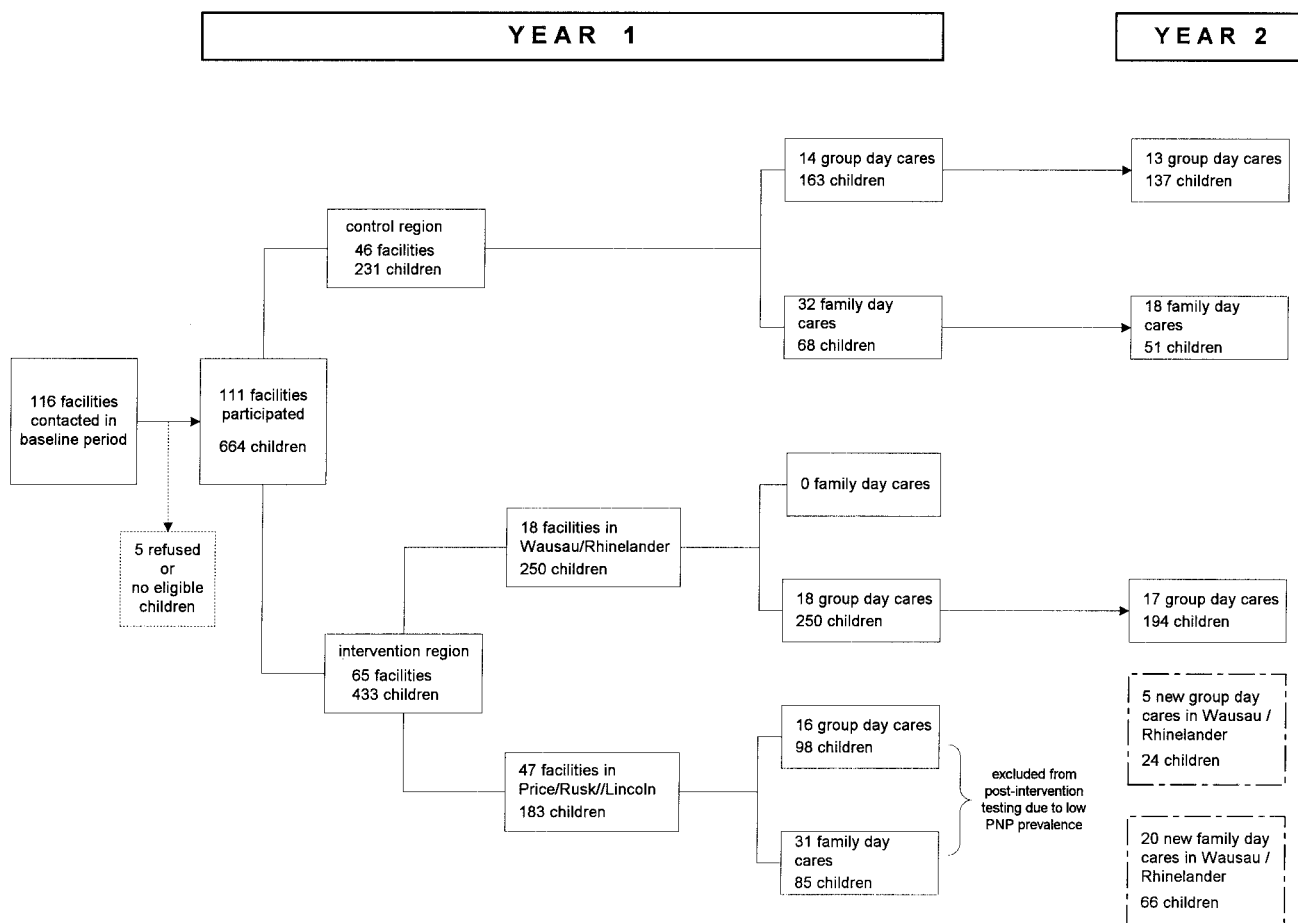 YEAR 1
YEAR 2
14 group day cares
163 children
13 group day cares
137 children
control region
46 facilities
231 children
32 family day
cares
68 children
18 family day
cares
51 children
116 facilities
contacted in
baseline period
111 facilities
participated
664 children
5 refused
or
no eligible
children
0 family day cares
18 facilities in
Wausau/Rhinelander
250 children
18 group day cares
250 children
17 group day cares
194 children
intervention region
65 facilities
433 children
5 new group day
cares in Wausau /
Rhinelander
24 children
16 group day cares
98 children
47 facilities in
Price/Rusk//Lincoln
183 children
excluded from
post-intervention
testing due to low
PNP prevalence
31 family day
cares
85 children
20 new family day
cares in Wausau /
Rhinelander
66 children